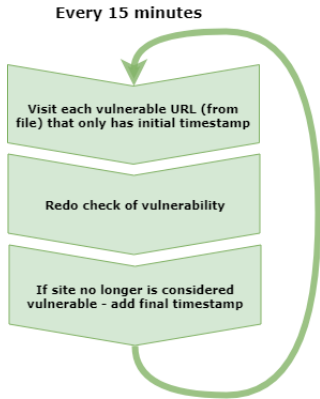 Every 15 minutes
Visit each vulnerable URL (from
file) that only has initial timestamp
Redo check of vulnerability
If site no longer is considered
vulnerable - add final timestamp